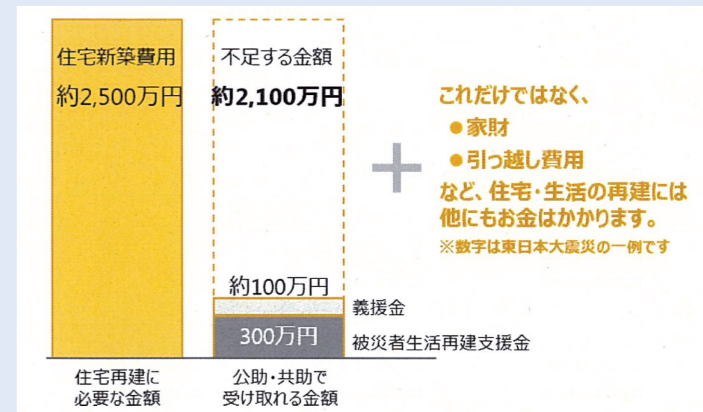 住宅新築費用
約2,500万円
不足する金額
約2,100万円
約100万円
300万円
義援金
被災者生活再建支援金
住宅再建に
必要な金額
公助・共助で
受け取れる金額
+
これだけではなく、
●家財
●引っ越し費用
など、住宅・生活の再建には
他にもお金はかかります。
※数字は東日本大震災の一例です